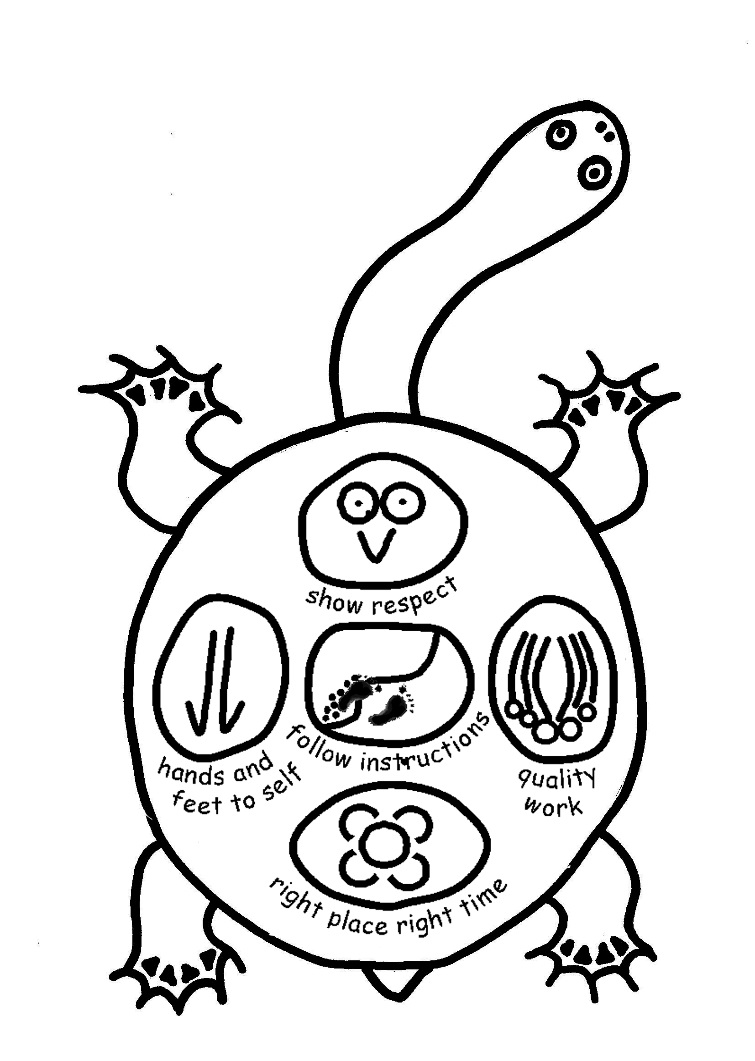 show respect
hands and
feet to self
follow instructions
quality
work
right place right time